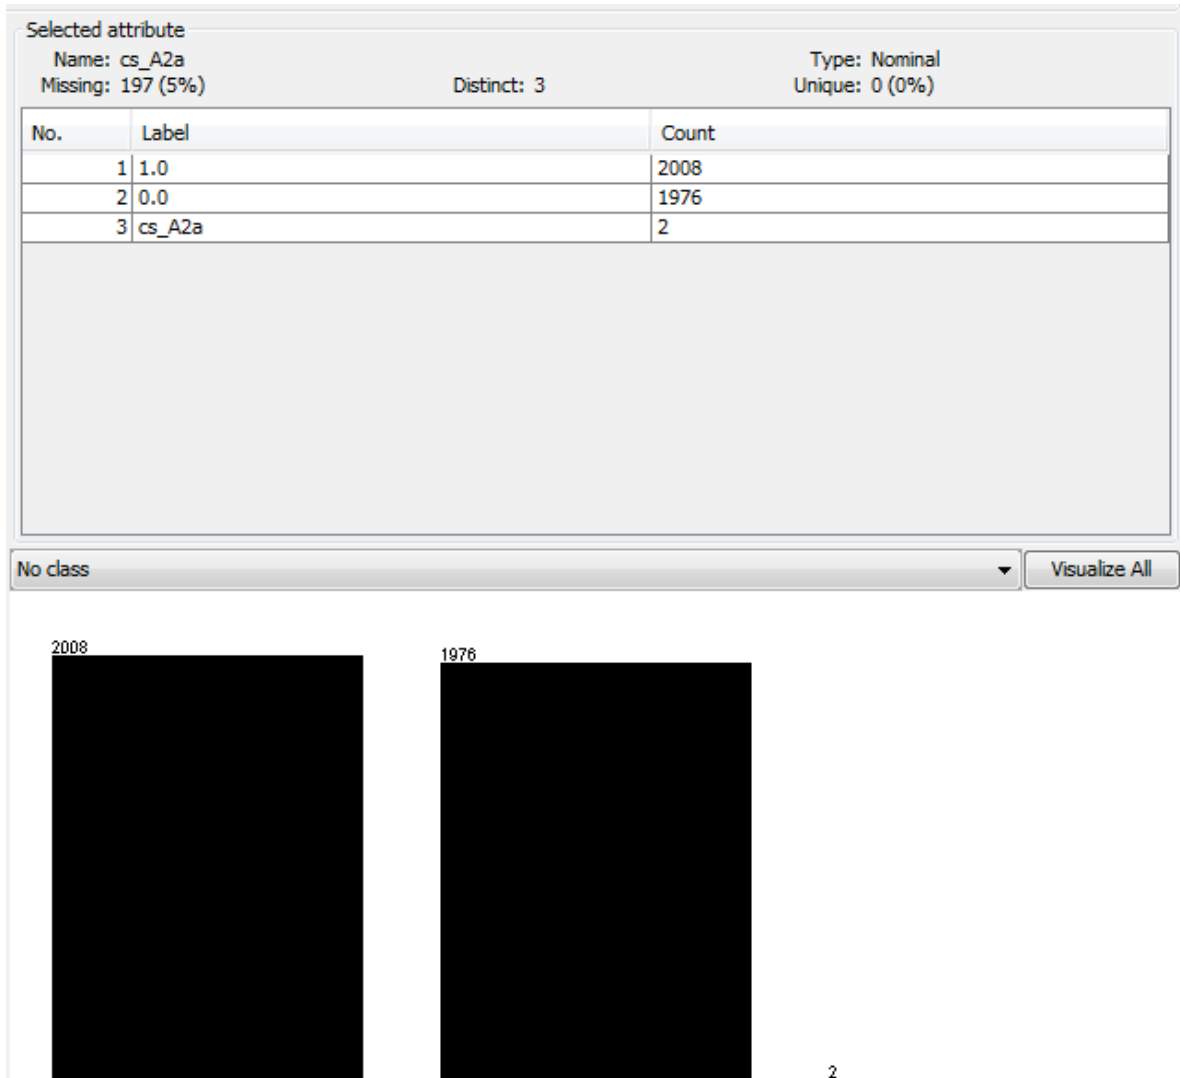 Selected attribute
Name: cs_A2a Type: Nominal
Missing: 197 (5%) Distinct: 3 Unique: 0 (0%)
No. Label Count
1 1.0 2008
2 0.0 1976
3 cs_A2a 2
No class Visualize All
2008
1976
2